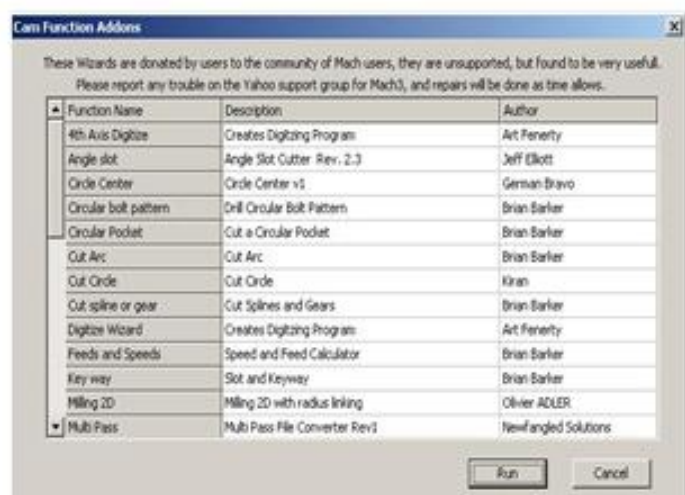 Cam Function Addons
These Wizards are donated by users to the community of Mach users, they are unsupported, but found to be very usefull.
Please report any trouble on the Yahoo support group for Mach3, and repairs will be done as time allows.
Function Name Description Author
4th Axis Digitize Creates Digitzing Program Art Fenerty
Angle slot Angle Slot Cutter Rev. 2.3 Jeff Elliott
Circle Center Circle Center v1 German Bravo
Circular bolt pattern Drill Circular Bolt Pattern Brian Barker
Circular Pocket Cut a Circular Pocket Brian Barker
Cut Arc Cut Arc Brian Barker
Cut Circle Cut Circle Kiran
Cut spline or gear Cut Splines and Gears Brian Barker
Digitize Wizard Creates Digitzing Program Art Fenerty
Feeds and Speeds Speed and Feed Calculator Brian Barker
Key way Slot and Keyway Brian Barker
Milling 2D Milling 2D with radius linking Olivier ADLER
Multi Pass Multi Pass File Converter Rev1 Newfangled Solutions
Run Cancel